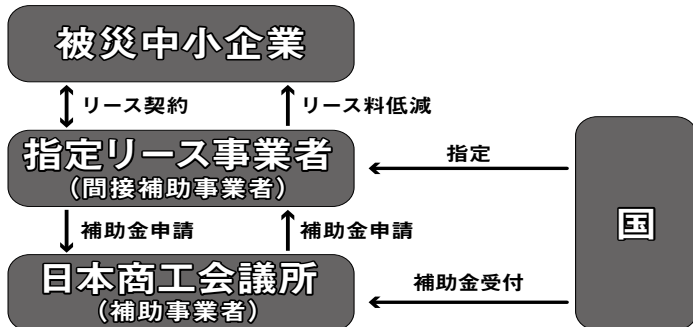 被災中小企業
リース契約
リース料低減
指定リース事業者
（間接補助事業者）
指定
国
補助金申請
補助金申請
日本商工会議所
（補助事業者）
補助金受付